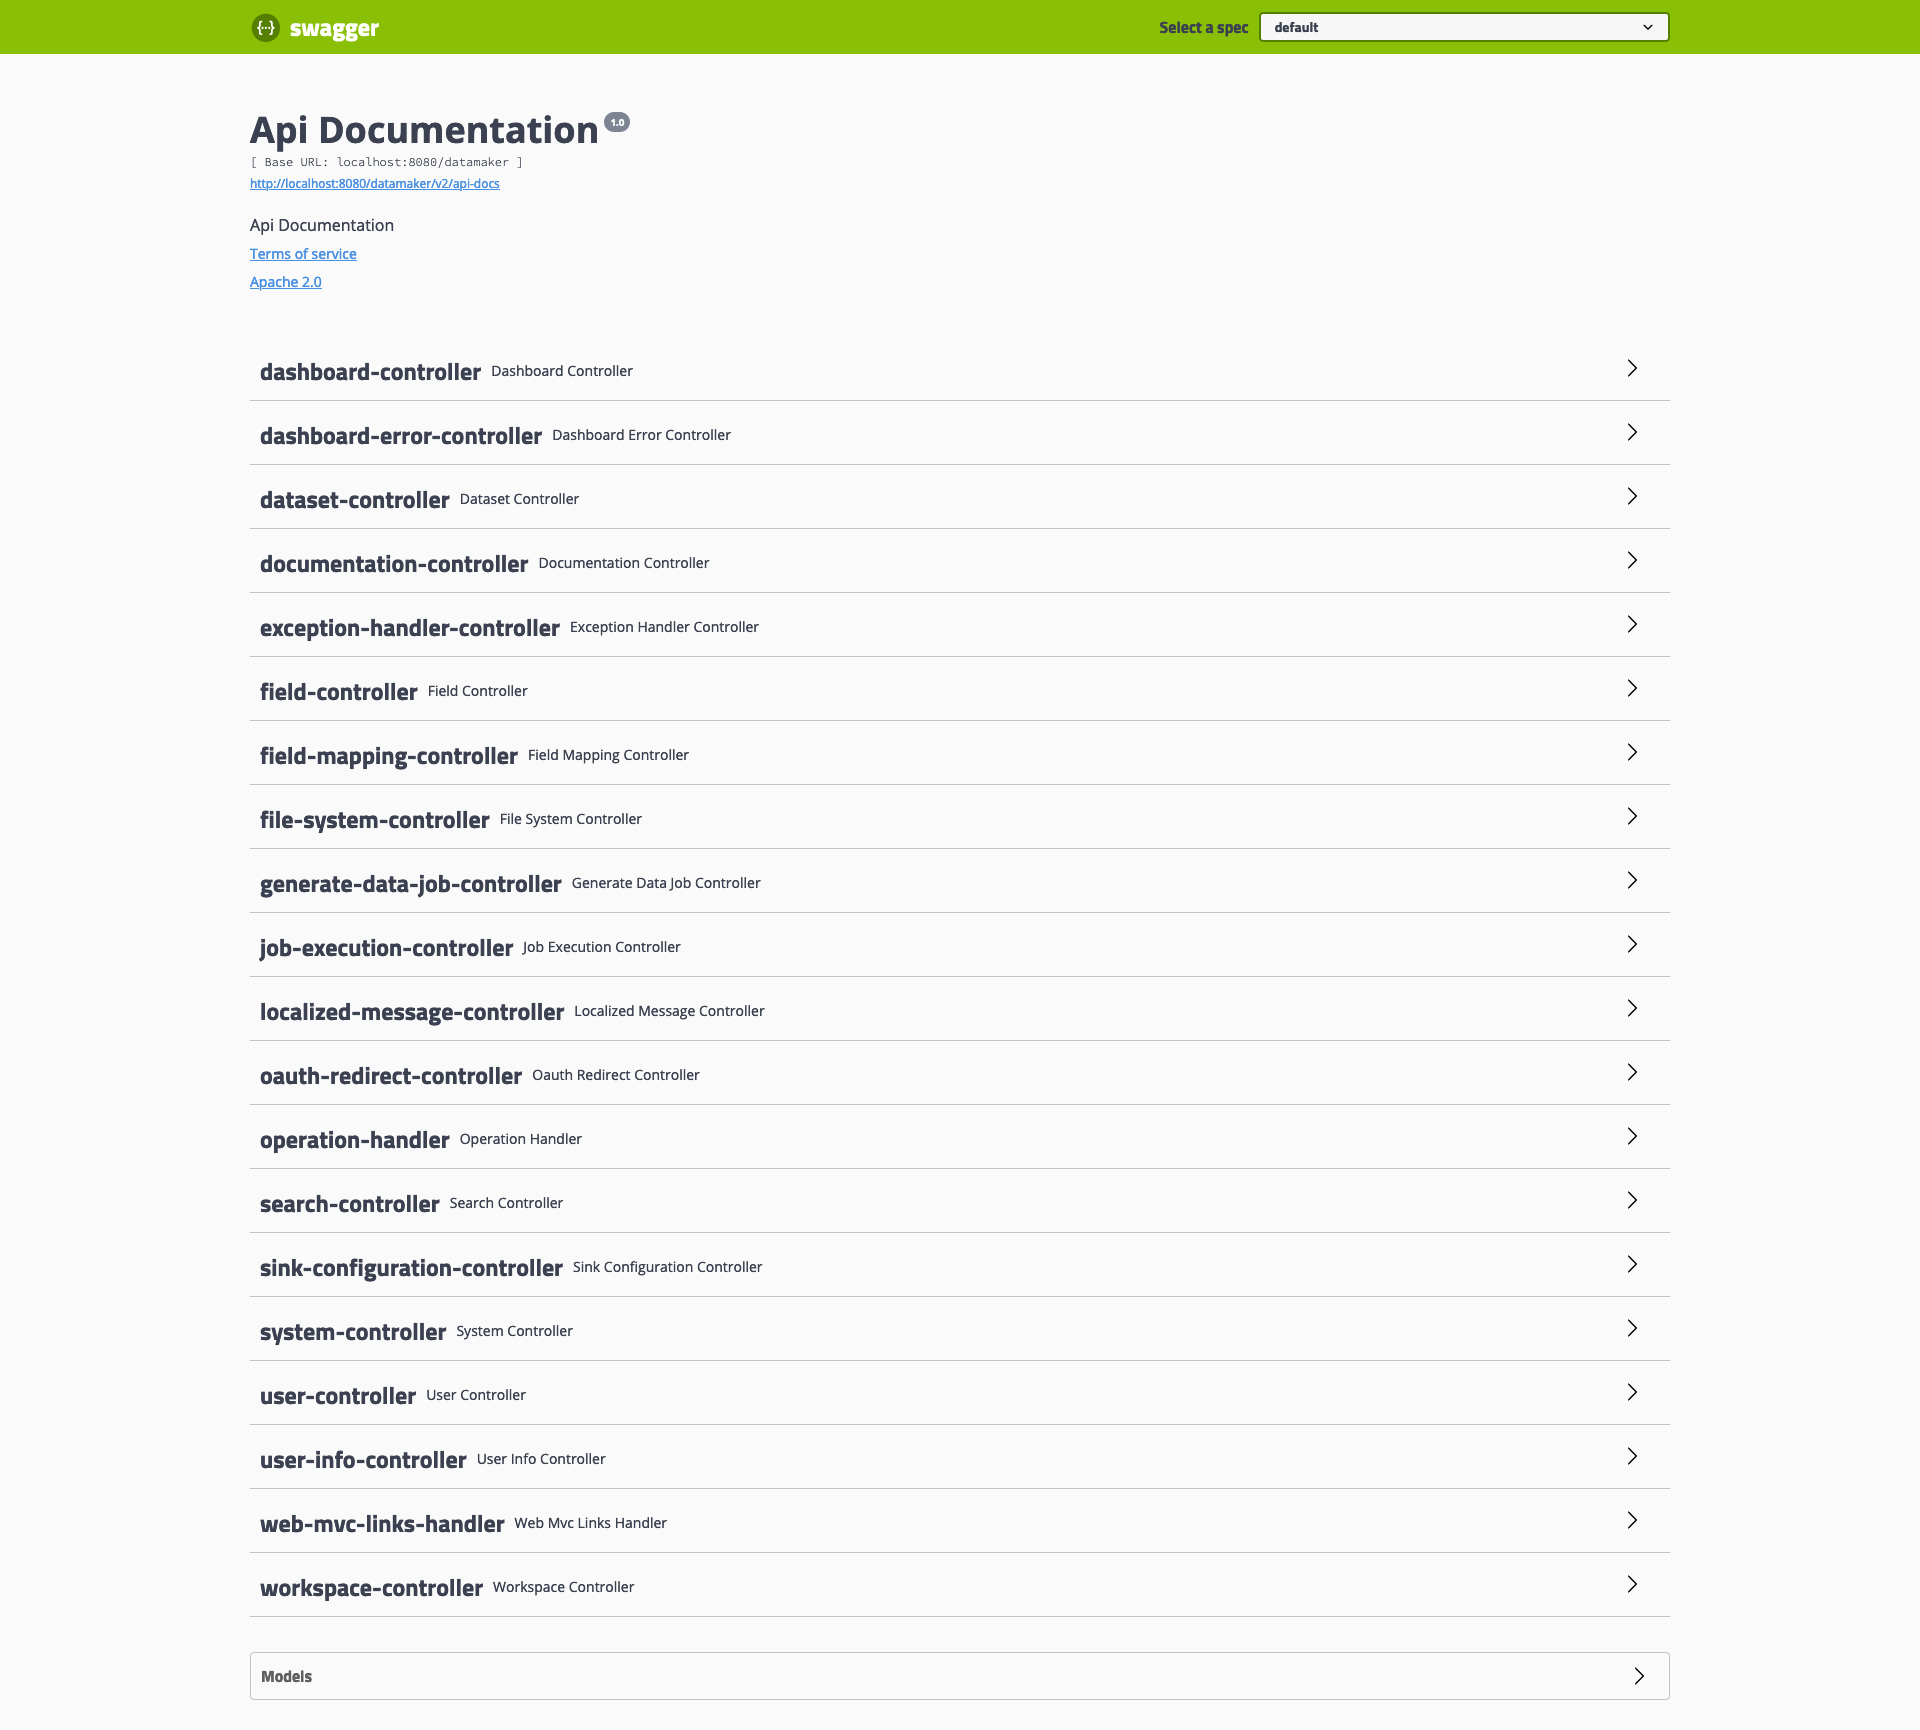 {···} swagger Select a spec default
Api Documentation 1.0
[ Base URL: localhost:8080/datamaker ]
http://localhost:8080/datamaker/v2/api-docs
Api Documentation
Terms of service
Apache 2.0
dashboard-controller Dashboard Controller
dashboard-error-controller Dashboard Error Controller
dataset-controller Dataset Controller
documentation-controller Documentation Controller
exception-handler-controller Exception Handler Controller
field-controller Field Controller
field-mapping-controller Field Mapping Controller
file-system-controller File System Controller
generate-data-job-controller Generate Data Job Controller
job-execution-controller Job Execution Controller
localized-message-controller Localized Message Controller
oauth-redirect-controller Oauth Redirect Controller
operation-handler Operation Handler
search-controller Search Controller
sink-configuration-controller Sink Configuration Controller
system-controller System Controller
user-controller User Controller
user-info-controller User Info Controller
web-mvc-links-handler Web Mvc Links Handler
workspace-controller Workspace Controller
Models